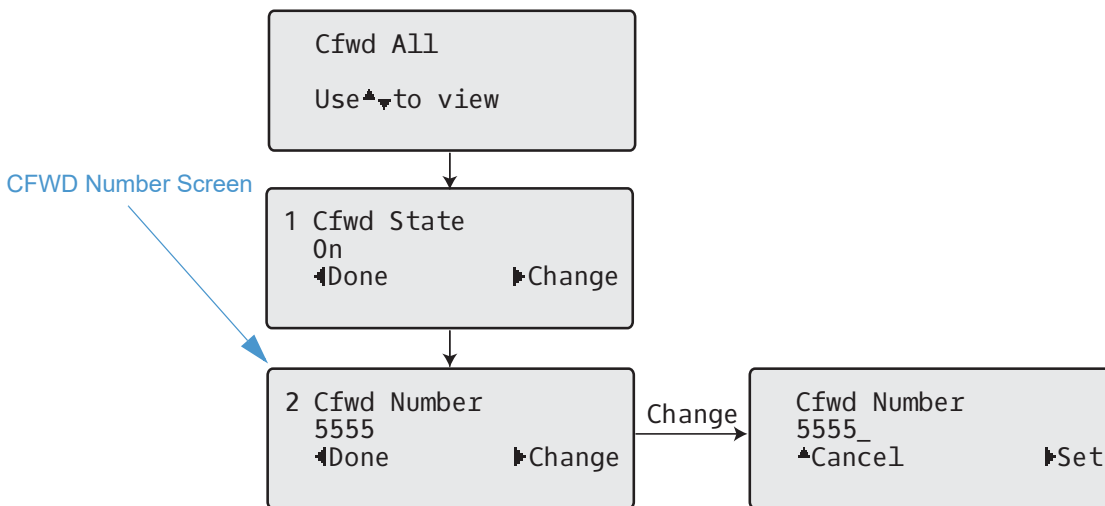 Cfwd All
Use▲▼to view
CFWD Number Screen
1 Cfwd State
On
◀Done ▶Change
2 Cfwd Number
5555
◀Done ▶Change
Change
Cfwd Number
5555_
▲Cancel ▶Set